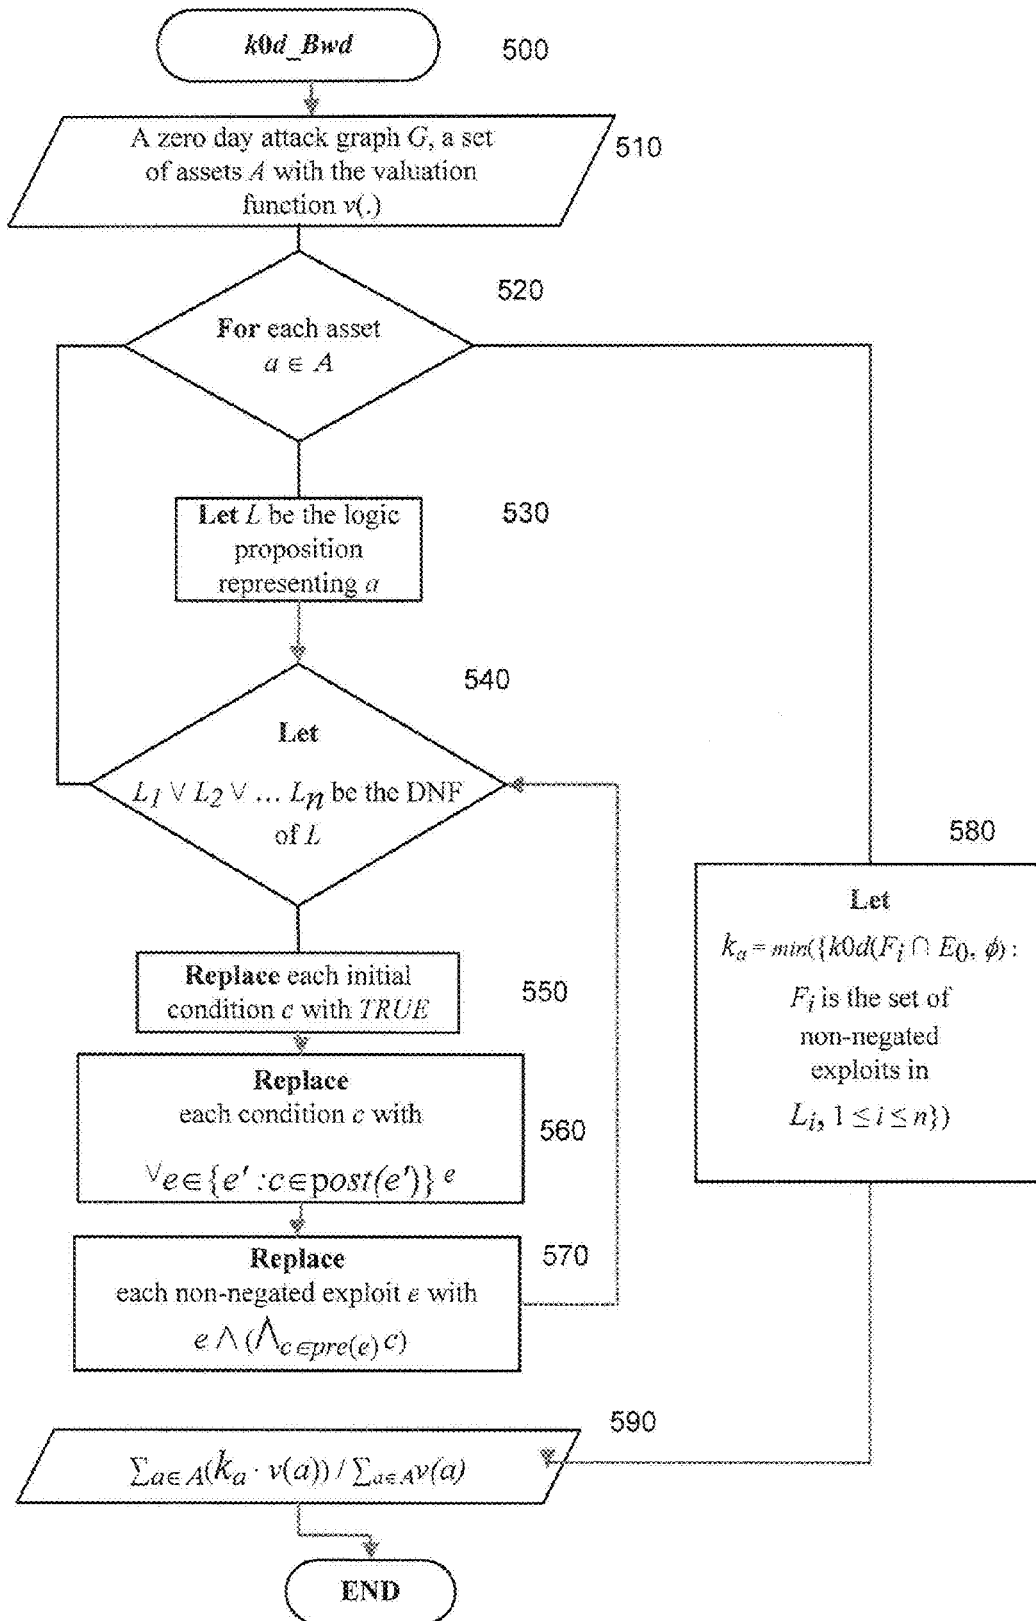 k0d_Bwd
500
A zero day attack graph G, a set
of assets A with the valuation
function v(.)
510
520
For each asset
a ∈ A
530
Let L be the logic
proposition
representing a
540
Let
L1 ∨ L2 ∨ … Ln be the DNF
of L
550
Replace each initial
condition c with TRUE
560
Replace
each condition c with
∨e∈{e′ :c∈post(e′)} e
570
Replace
each non-negated exploit e with
e ∧ (⋀c∈pre(e) c)
580
Let
ka = min({k0d(Fi ∩ E0, ϕ) :
Fi is the set of
non-negated
exploits in
Li, 1 ≤ i ≤ n})
590
∑a∈A(ka · v(a)) / ∑a∈Av(a)
END